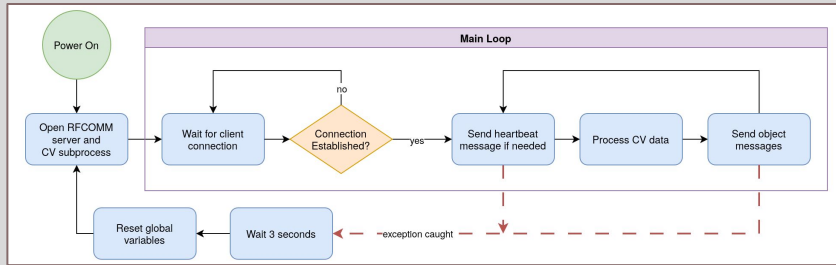 Power On
Main Loop
no
Open RFCOMM
server and
CV subprocess
Wait for client
connection
Connection
Established?
yes
Send heartbeat
message if needed
Process CV data
Send object
messages
Reset global
variables
Wait 3 seconds
exception caught